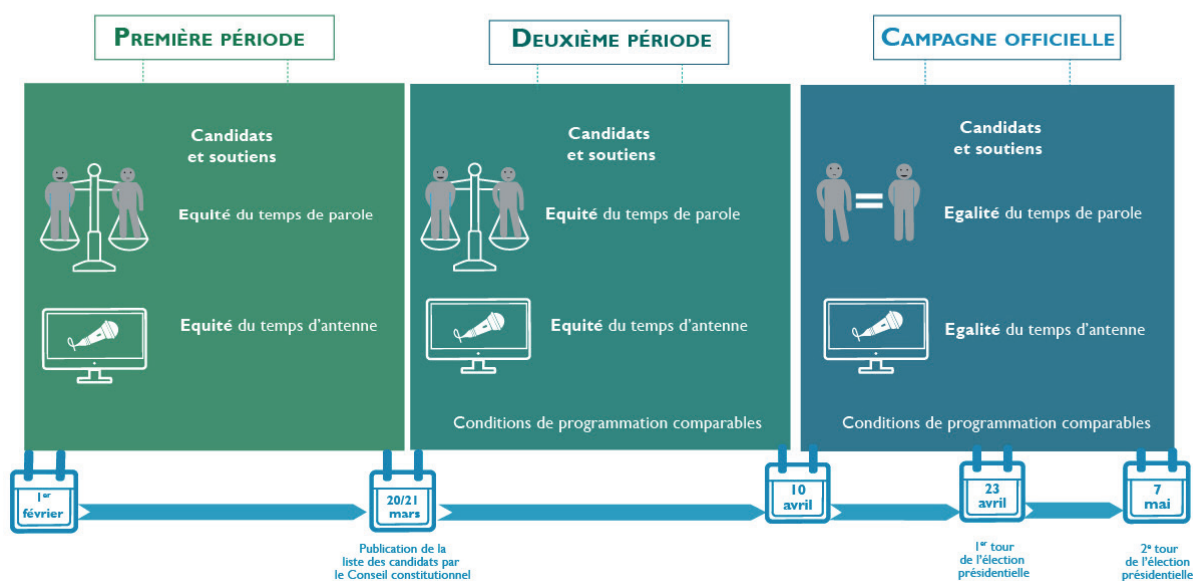 PREMIÈRE PÉRIODE
DEUXIÈME PÉRIODE
CAMPAGNE OFFICIELLE
Candidats
et soutiens
Equité du temps de parole
Equité du temps d'antenne
Candidats
et soutiens
Equité du temps de parole
Equité du temps d'antenne
Conditions de programmation comparables
Candidats
et soutiens
Egalité du temps de parole
Egalité du temps d'antenne
Conditions de programmation comparables
1er
février
20/21
mars
10
avril
23
avril
7
mai
Publication de la
liste des candidats par
le Conseil constitutionnel
1er tour
de l'élection
présidentielle
2e tour
de l'élection
présidentielle